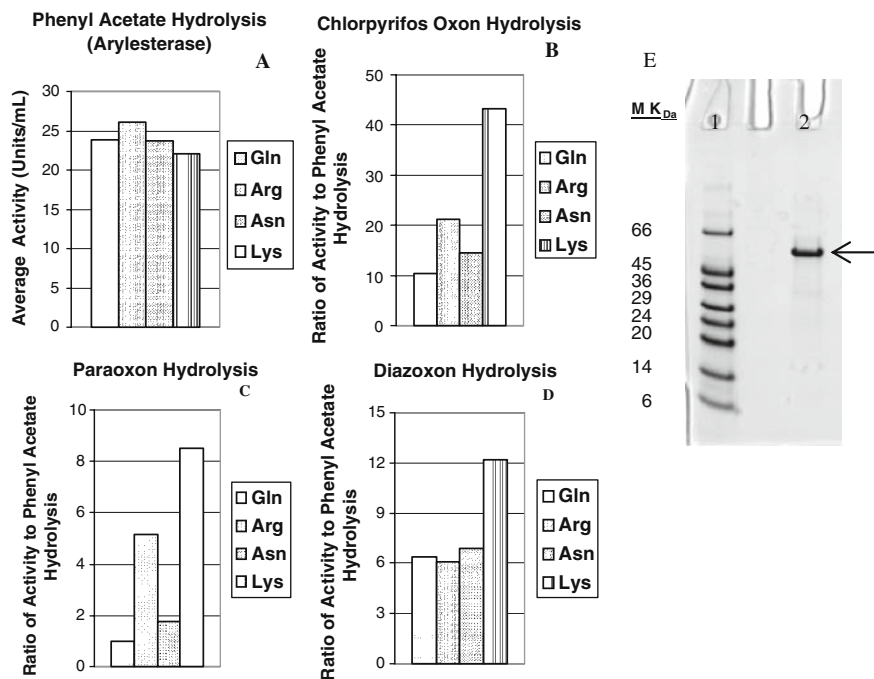 Phenyl Acetate Hydrolysis
(Arylesterase)
A
Average Activity (Units/mL)
30
25
20
15
10
5
0
Gln
Arg
Asn
Lys
Chlorpyrifos Oxon Hydrolysis
B
Ratio of Activity to Phenyl Acetate
Hydrolysis
50
40
30
20
10
0
Gln
Arg
Asn
Lys
E
M K Da
1
2
66
45
36
29
24
20
14
6
Paraoxon Hydrolysis
C
Ratio of Activity to Phenyl Acetate
Hydrolysis
10
8
6
4
2
0
Gln
Arg
Asn
Lys
Diazoxon Hydrolysis
D
Ratio of Activity to Phenyl Acetate
Hydrolysis
15
12
9
6
3
0
Gln
Arg
Asn
Lys